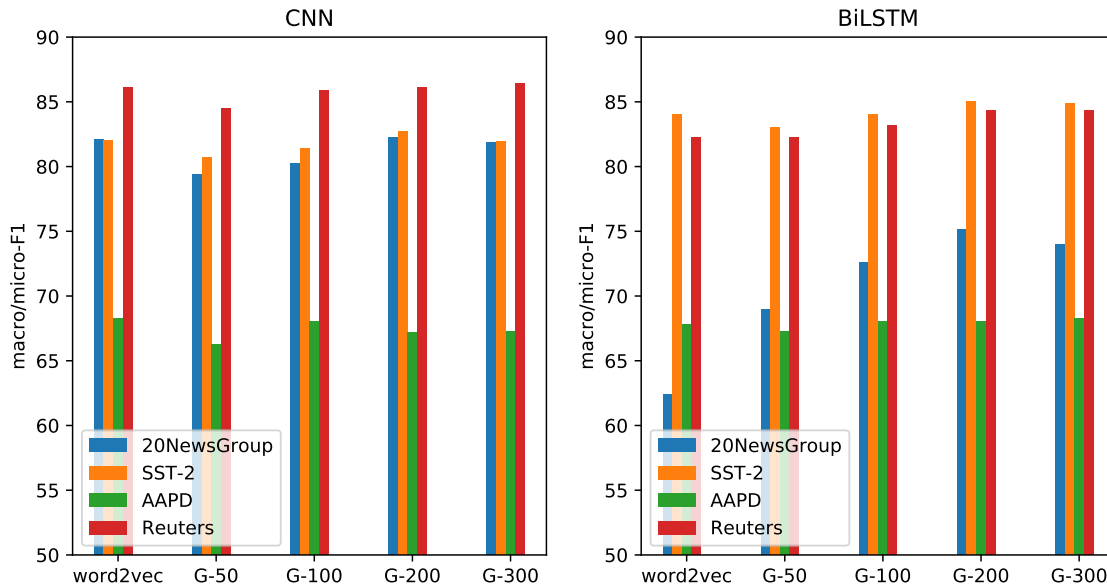 CNN
macro/micro-F1
90
85
80
75
70
65
60
55
50
20NewsGroup
SST-2
AAPD
Reuters
word2vec G-50 G-100 G-200 G-300
BiLSTM
macro/micro-F1
90
85
80
75
70
65
60
55
50
20NewsGroup
SST-2
AAPD
Reuters
word2vec G-50 G-100 G-200 G-300